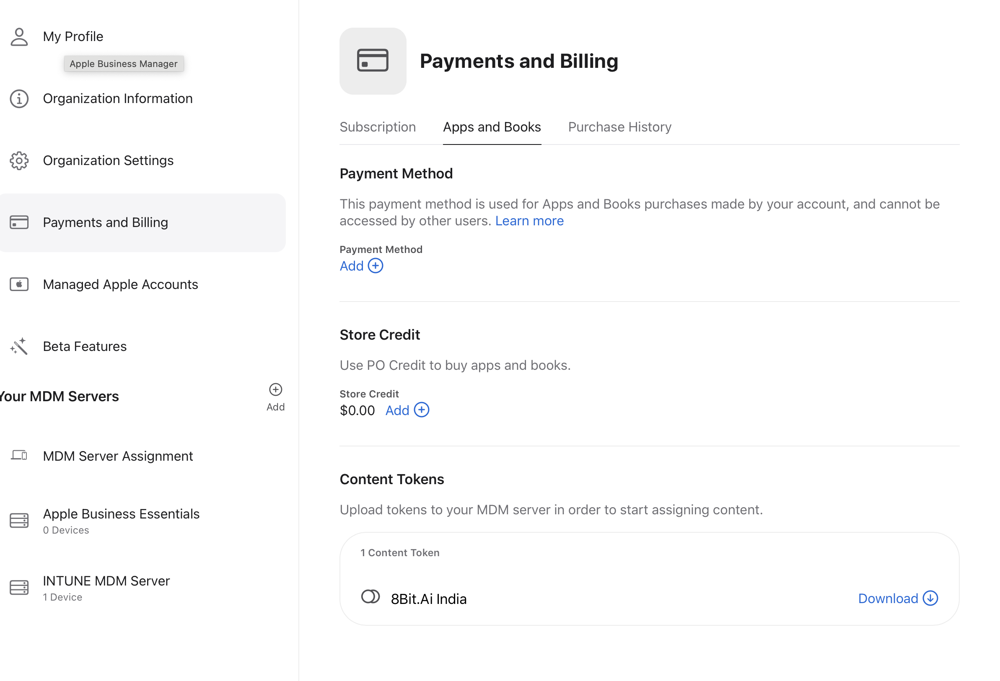 My Profile
Apple Business Manager
Organization Information
Organization Settings
Payments and Billing
Managed Apple Accounts
Beta Features
Your MDM Servers
Add
MDM Server Assignment
Apple Business Essentials
0 Devices
INTUNE MDM Server
1 Device
Payments and Billing
Subscription
Apps and Books
Purchase History
Payment Method
This payment method is used for Apps and Books purchases made by your account, and cannot be
accessed by other users. Learn more
Payment Method
Add
Store Credit
Use PO Credit to buy apps and books.
Store Credit
$0.00 Add
Content Tokens
Upload tokens to your MDM server in order to start assigning content.
1 Content Token
8Bit.Ai India
Download